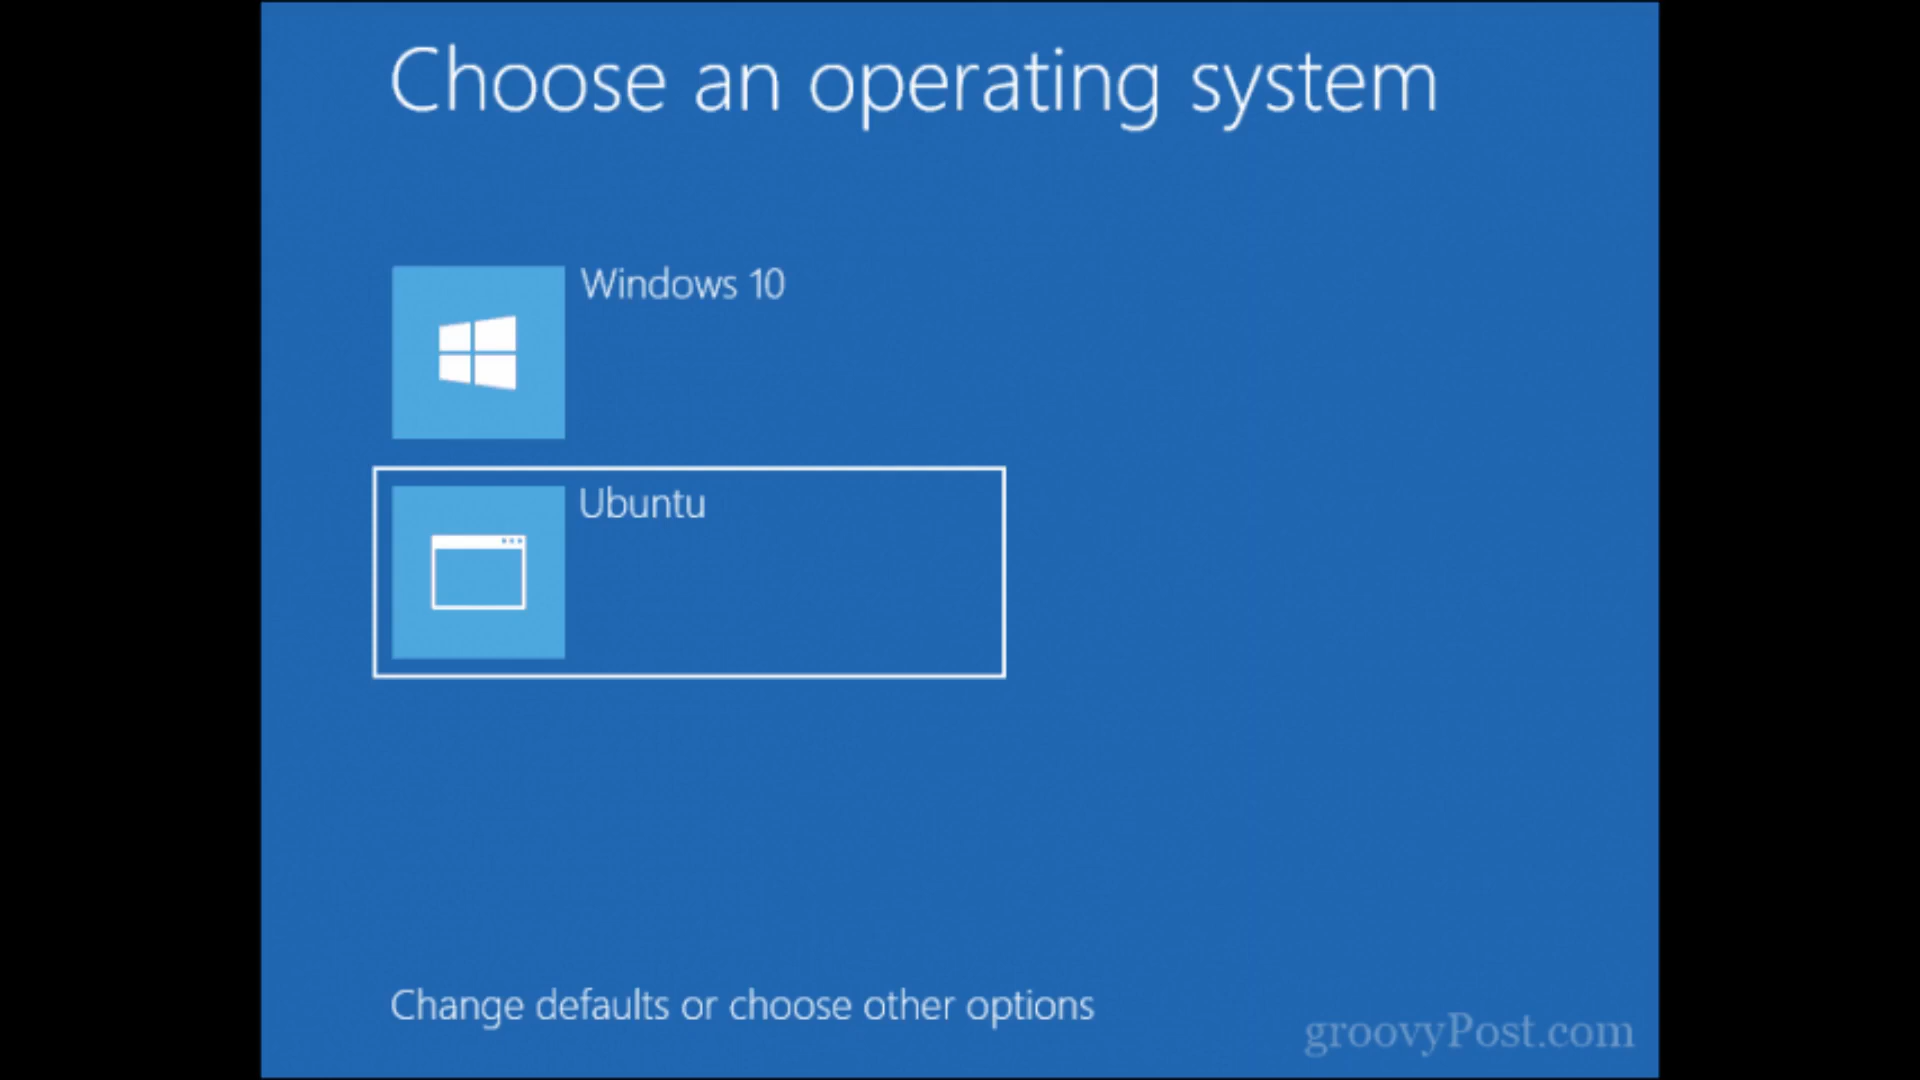 Choose an operating system
Windows 10
Ubuntu
Change defaults or choose other options
groovyPost.com